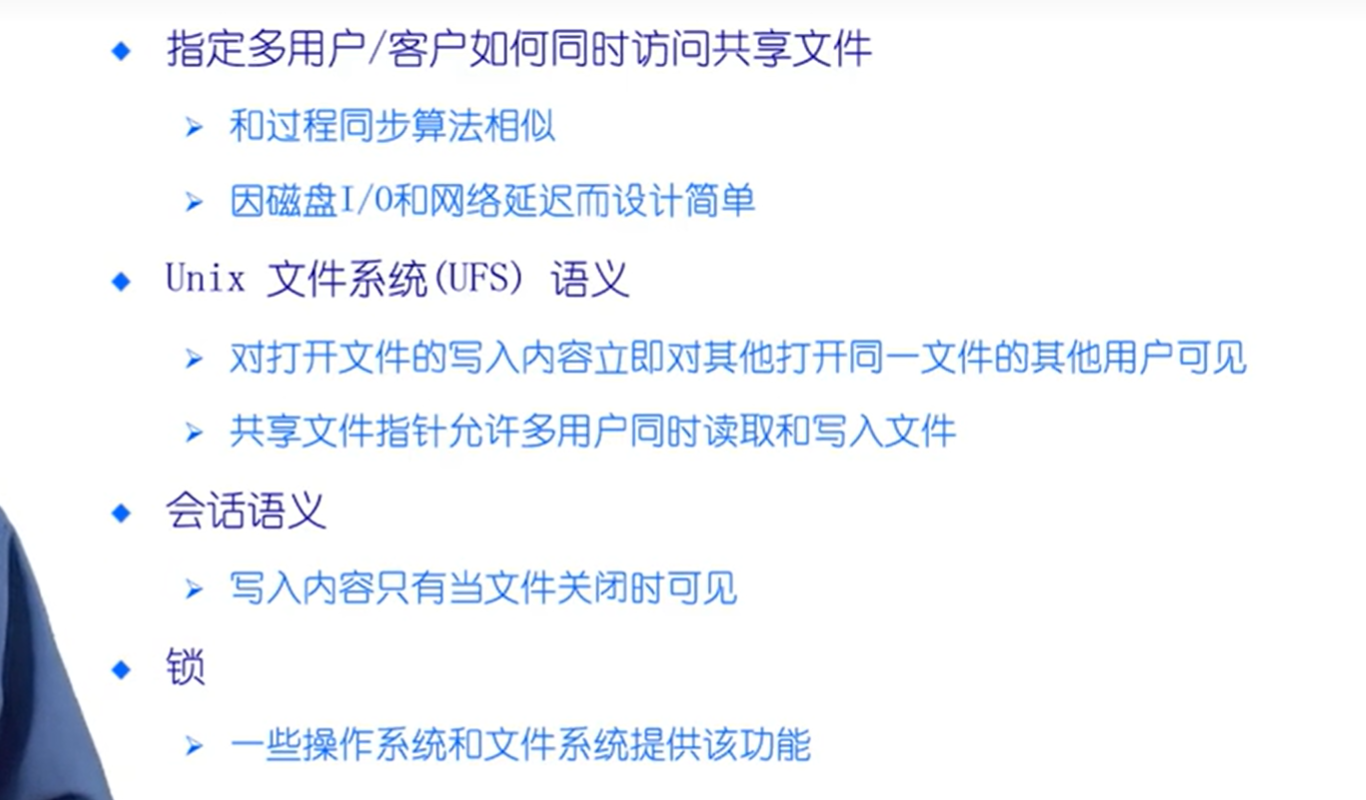 指定多用户/客户如何同时访问共享文件
和过程同步算法相似
因磁盘I/O和网络延迟而设计简单
Unix 文件系统(UFS) 语义
对打开文件的写入内容立即对其他打开同一文件的其他用户可见
共享文件指针允许多用户同时读取和写入文件
会话语义
写入内容只有当文件关闭时可见
锁
一些操作系统和文件系统提供该功能